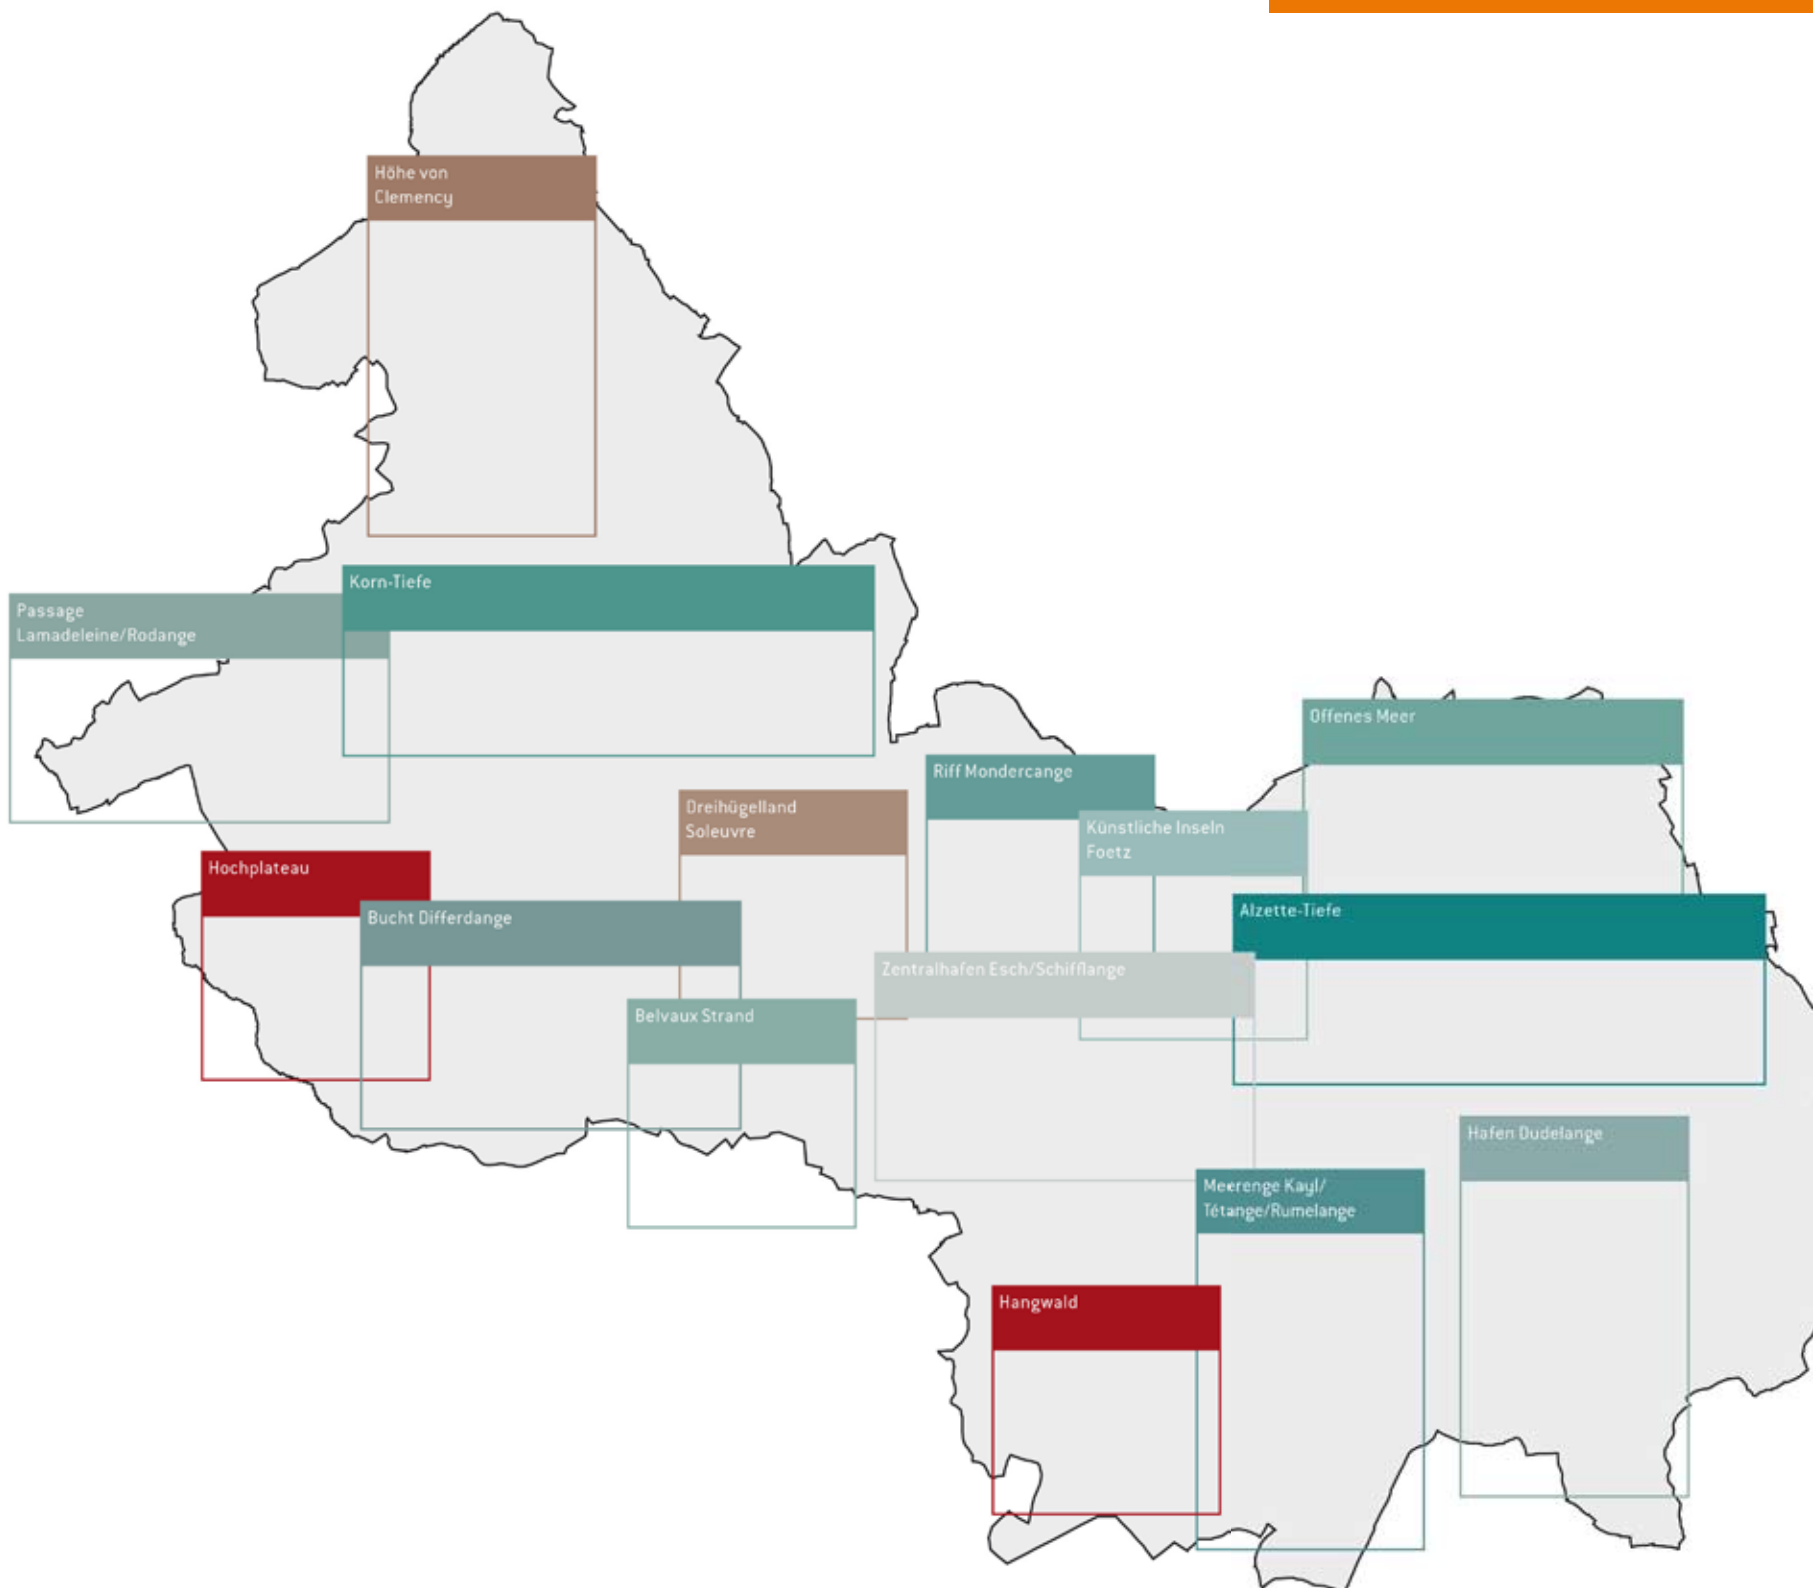 Höhe von
Clemency
Korn-Tiefe
Passage
Lamadeleine/Rodange
Offenes Meer
Riff Mondercange
Dreihügelland
Soleuvre
Künstliche Inseln
Foetz
Hochplateau
Bucht Differdange
Alzette-Tiefe
Zentralhafen Esch/Schifflange
Belvaux Strand
Hafen Dudelange
Meerenge Kayl/
Tétange/Rumelange
Hangwald